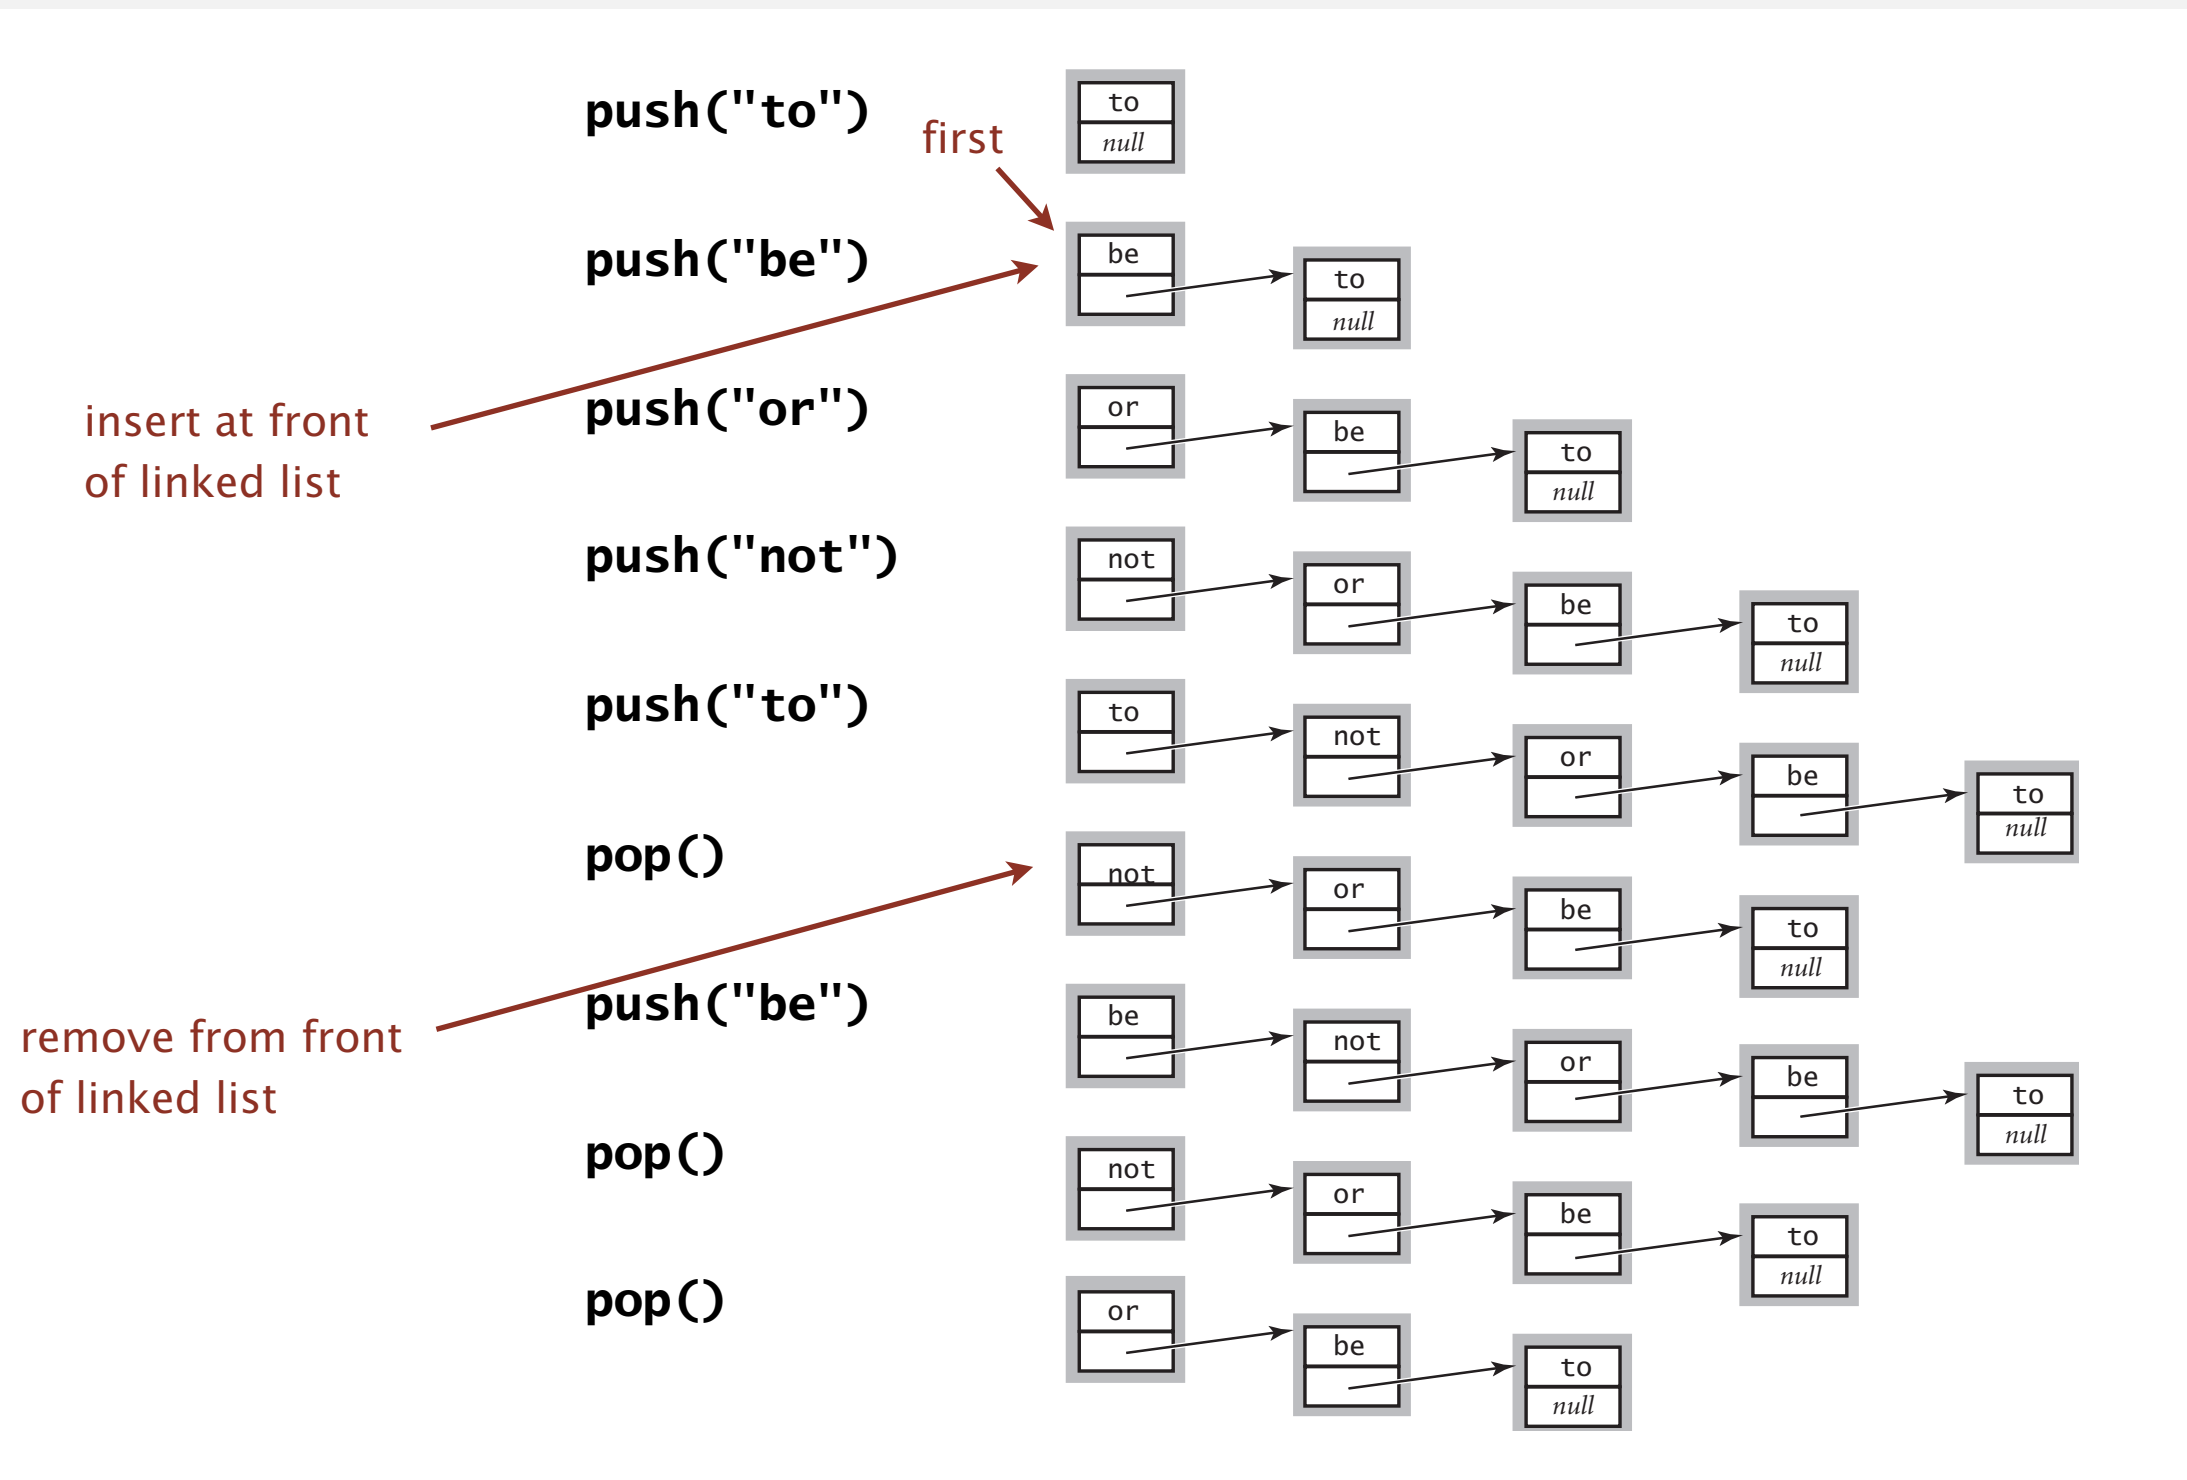 push("to")
first
to
null
push("be")
be
to
null
insert at front
of linked list
push("or")
or
be
to
null
push("not")
not
or
be
to
null
push("to")
to
not
or
be
to
null
pop()
not
or
be
to
null
remove from front
of linked list
push("be")
be
not
or
be
to
null
pop()
not
or
be
to
null
pop()
or
be
to
null